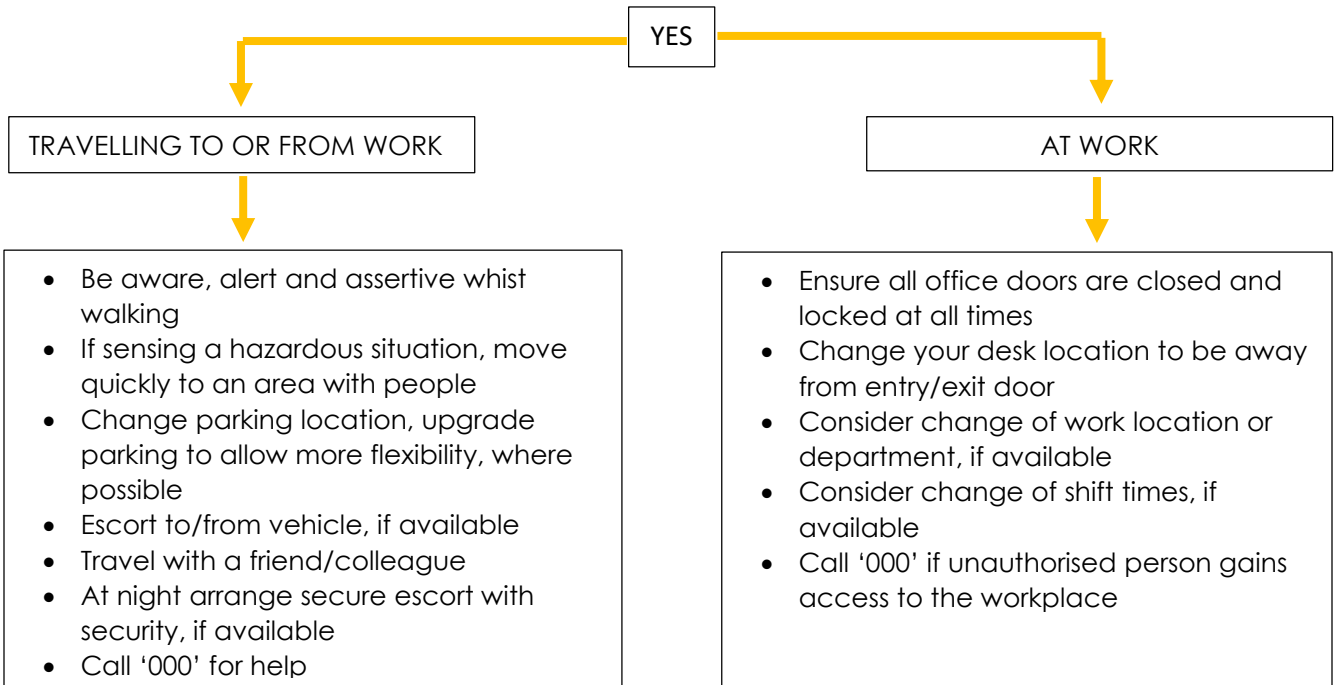 YES
TRAVELLING TO OR FROM WORK
AT WORK
• Be aware, alert and assertive whist
walking
• If sensing a hazardous situation, move
quickly to an area with people
• Change parking location, upgrade
parking to allow more flexibility, where
possible
• Escort to/from vehicle, if available
• Travel with a friend/colleague
• At night arrange secure escort with
security, if available
• Call ‘000’ for help
• Ensure all office doors are closed and
locked at all times
• Change your desk location to be away
from entry/exit door
• Consider change of work location or
department, if available
• Consider change of shift times, if
available
• Call ‘000’ if unauthorised person gains
access to the workplace